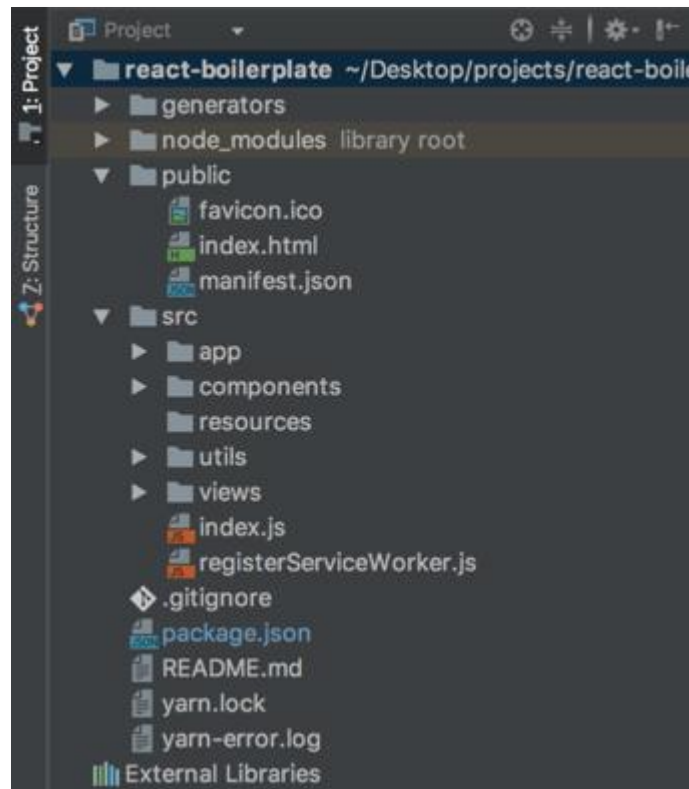 Project
1: Project
react-boilerplate ~/Desktop/projects/react-boile
generators
node_modules library root
public
favicon.ico
index.html
manifest.json
Z: Structure
src
app
components
resources
utils
views
index.js
registerServiceWorker.js
.gitignore
package.json
README.md
yarn.lock
yarn-error.log
External Libraries